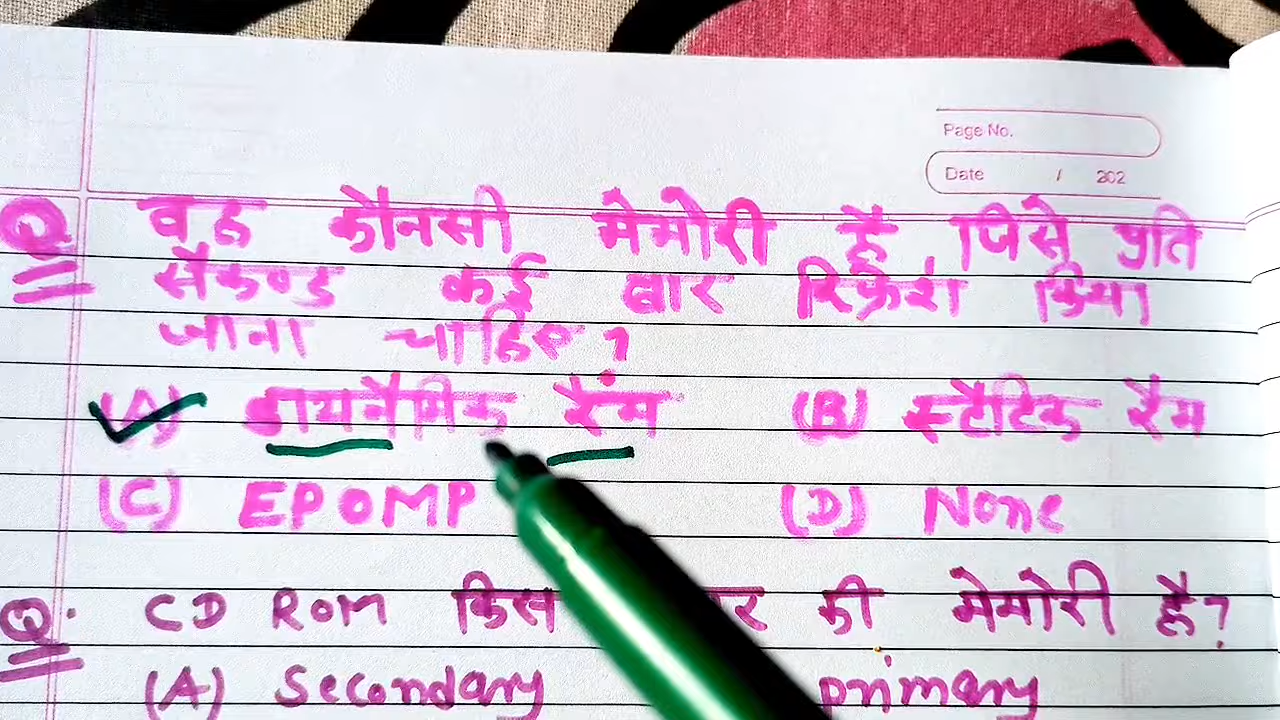 Page No.
Date / 202
Q वह कौनसी मेमोरी है जिसे प्रति
सैकण्ड कई बार रिफ्रेश किया
जाना चाहिए?
(A) डायनैमिक रैम (B) स्टैटिक रैम
(C) EPOMP (D) None
Q. CD ROM किस की मेमोरी है?
(A) Secondary primary